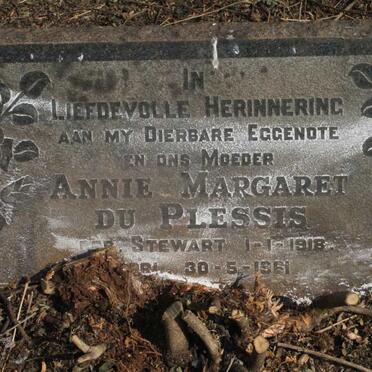 IN
LIEFDEVOLLE HERINNERING
AAN MY DIERBARE EGGENOTE
EN ONS MOEDER
ANNIE MARGARET
DU PLESSIS
STEWART 1-1-1918
30-5-1961